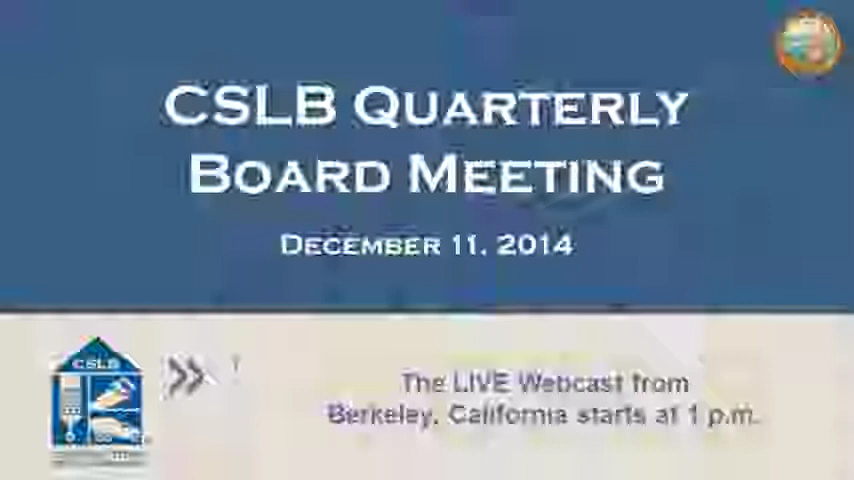 CSLB QUARTERLY
BOARD MEETING
DECEMBER 11, 2014
CSLB
The LIVE Webcast from
Berkeley, California starts at 1 p.m.